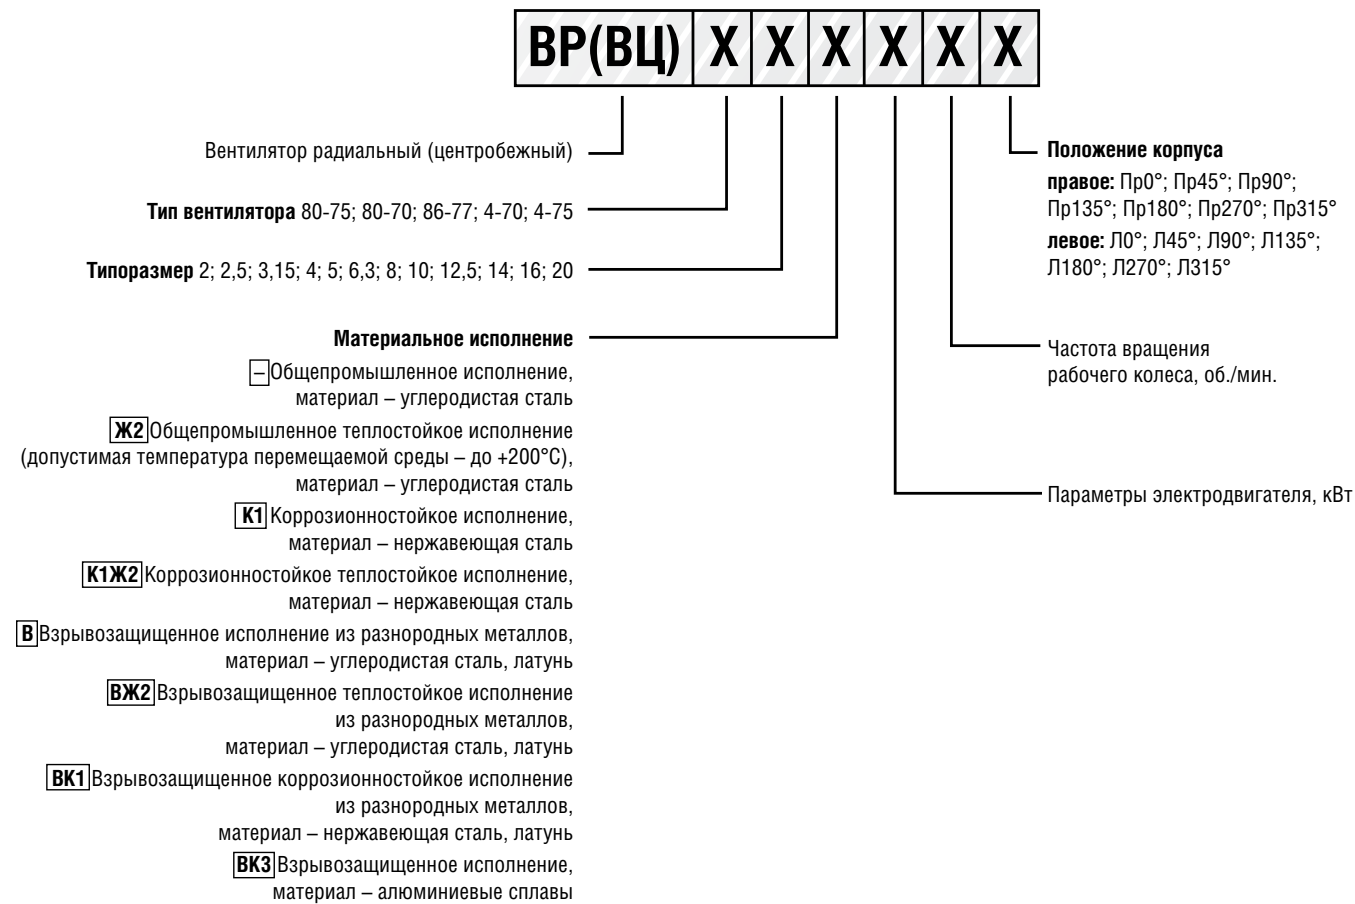 ВР(ВЦ) X X X X X X
Вентилятор радиальный (центробежный)
Тип вентилятора 80-75; 80-70; 86-77; 4-70; 4-75
Типоразмер 2; 2,5; 3,15; 4; 5; 6,3; 8; 10; 12,5; 14; 16; 20
Материальное исполнение
– Общепромышленное исполнение,
материал – углеродистая сталь
Ж2 Общепромышленное теплостойкое исполнение
(допустимая температура перемещаемой среды – до +200°С),
материал – углеродистая сталь
К1 Коррозионностойкое исполнение,
материал – нержавеющая сталь
К1Ж2 Коррозионностойкое теплостойкое исполнение,
материал – нержавеющая сталь
В Взрывозащищенное исполнение из разнородных металлов,
материал – углеродистая сталь, латунь
ВЖ2 Взрывозащищенное теплостойкое исполнение
из разнородных металлов,
материал – углеродистая сталь, латунь
ВК1 Взрывозащищенное коррозионностойкое исполнение
из разнородных металлов,
материал – нержавеющая сталь, латунь
ВК3 Взрывозащищенное исполнение,
материал – алюминиевые сплавы
Положение корпуса
правое: Пр0°; Пр45°; Пр90°;
Пр135°; Пр180°; Пр270°; Пр315°
левое: Л0°; Л45°; Л90°; Л135°;
Л180°; Л270°; Л315°
Частота вращения
рабочего колеса, об./мин.
Параметры электродвигателя, кВт